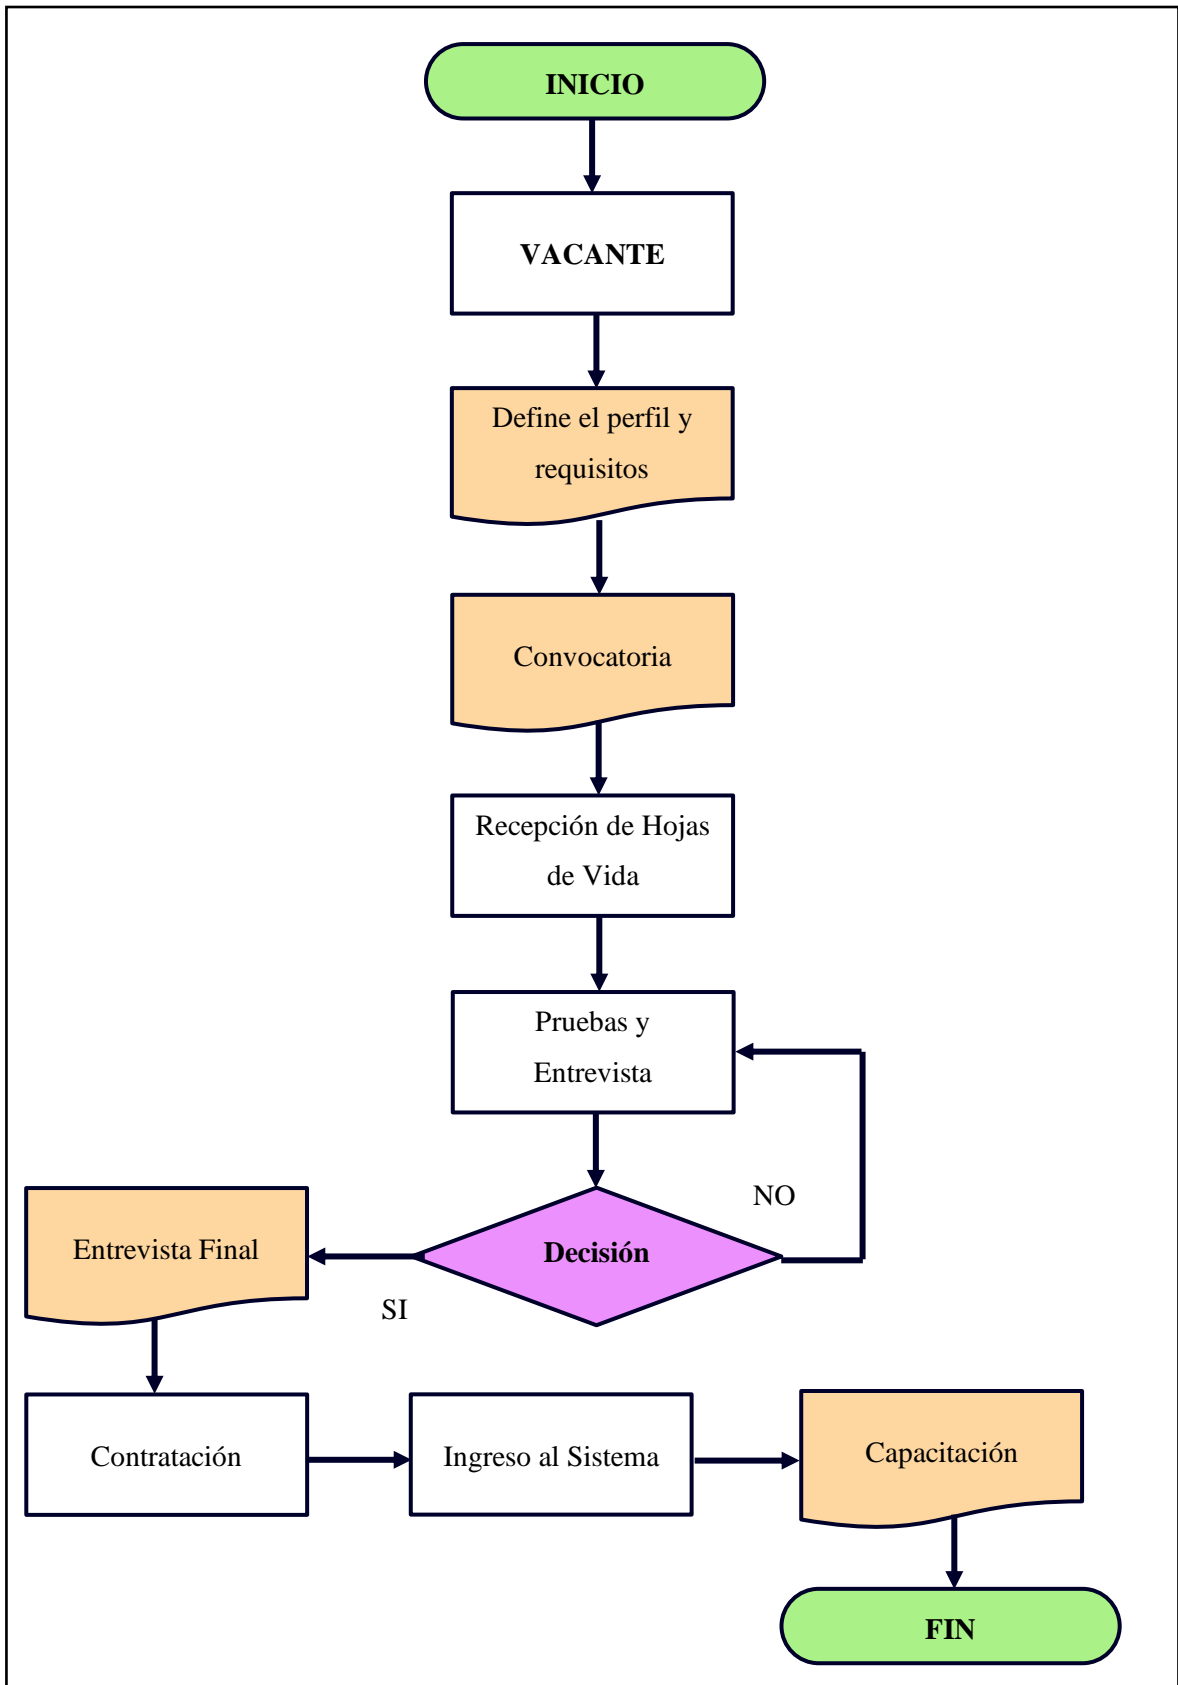 INICIO
VACANTE
Define el perfil y
requisitos
Convocatoria
Recepción de Hojas
de Vida
Pruebas y
Entrevista
NO
Entrevista Final
Decisión
SI
Contratación
Ingreso al Sistema
Capacitación
FIN